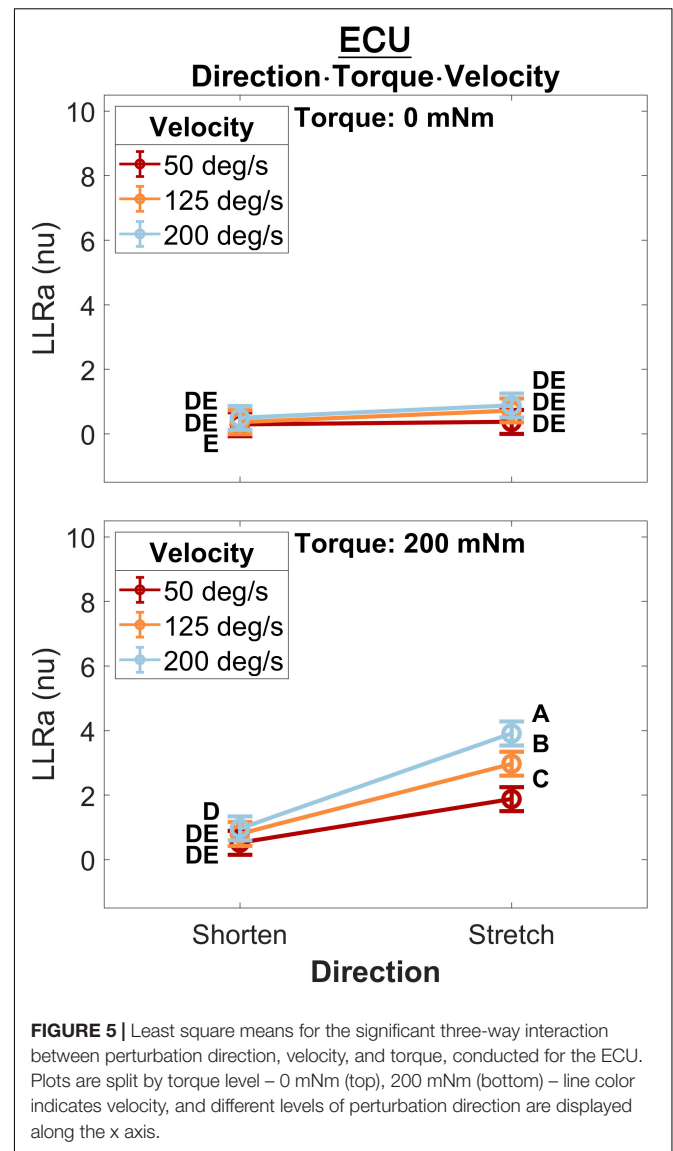 ECU
Direction·Torque·Velocity
Velocity
50 deg/s
125 deg/s
200 deg/s
Torque: 0 mNm
10
8
6
4
2
0
LLRa (nu)
DE
DE
E
DE
DE
DE
Velocity
50 deg/s
125 deg/s
200 deg/s
Torque: 200 mNm
10
8
6
4
2
0
LLRa (nu)
D
DE
DE
A
B
C
Shorten
Stretch
Direction
FIGURE 5 | Least square means for the significant three-way interaction
between perturbation direction, velocity, and torque, conducted for the ECU.
Plots are split by torque level – 0 mNm (top), 200 mNm (bottom) – line color
indicates velocity, and different levels of perturbation direction are displayed
along the x axis.